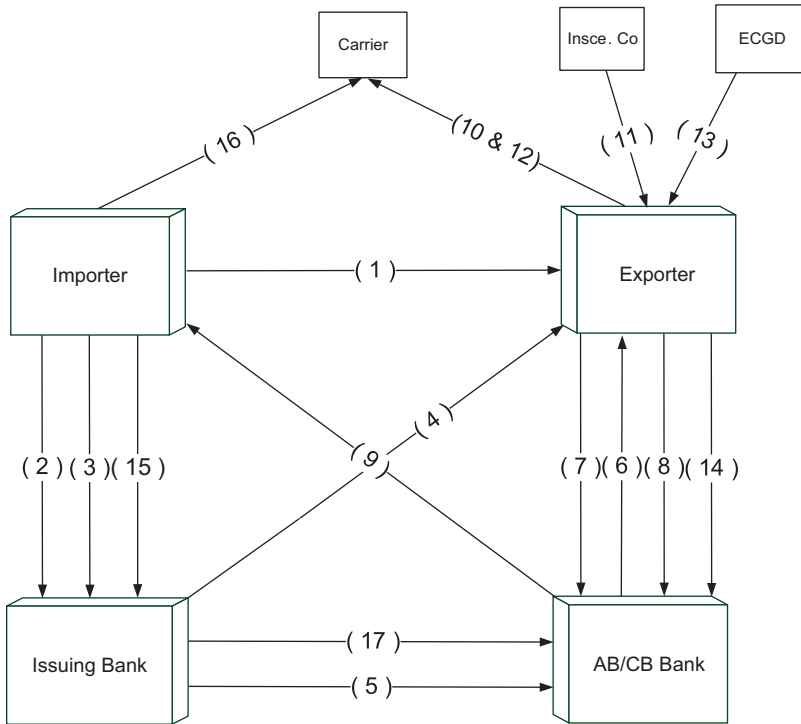 Carrier
Insce. Co
ECGD
( 16 )
(10 & 12)
( 11 )
( 13 )
Importer
( 1 )
Exporter
( 4 )
( 9 )
( 2 )
( 3 )
( 15 )
( 7 )
( 6 )
( 8 )
( 14 )
Issuing Bank
( 17 )
( 5 )
AB/CB Bank